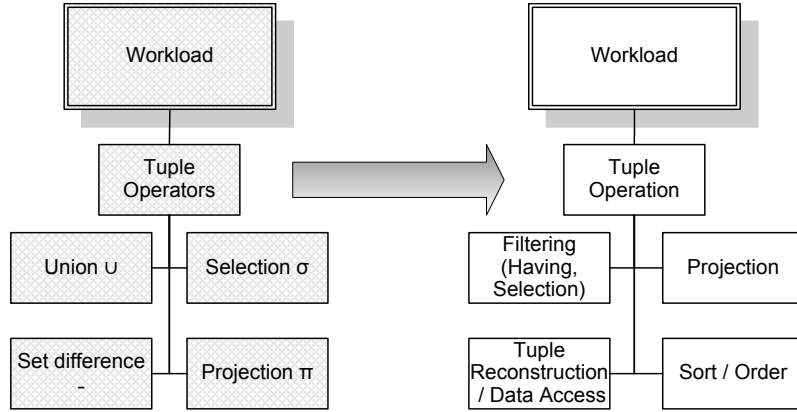 Workload
Tuple
Operators
Union ∪
Selection σ
Set difference
-
Projection π
Workload
Tuple
Operation
Filtering
(Having,
Selection)
Projection
Tuple
Reconstruction
/ Data Access
Sort / Order